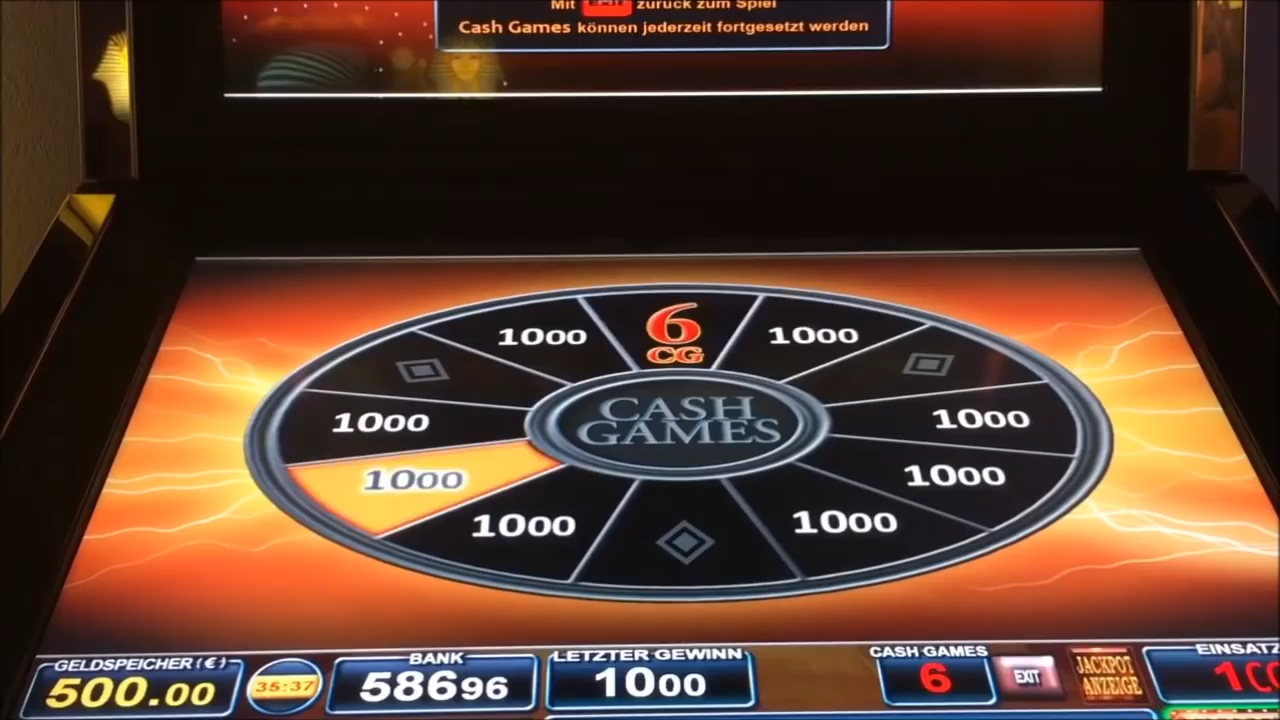 Mit EXIT zurück zum Spiel
Cash Games können jederzeit fortgesetzt werden
1000
6
CG
1000
1000
1000
1000
1000
1000
1000
CASH
GAMES
GELDSPEICHER(€)
500.00
35:37
BANK
58696
LETZTER GEWINN
1000
CASH GAMES
6
EXIT
JACKPOT
ANZEIGE
EINSATZ